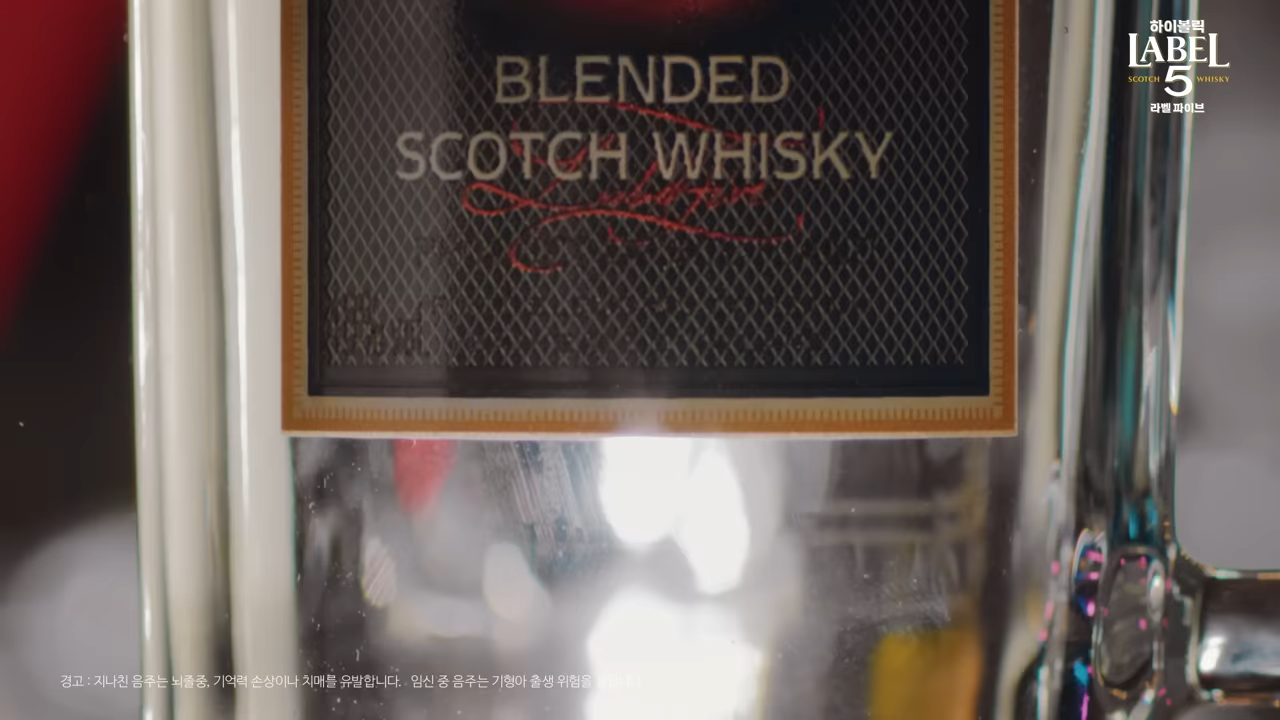 하이볼릭
LABEL
SCOTCH 5 WHISKY
라벨 파이브
BLENDED
SCOTCH WHISKY
경고 : 지나친 음주는 뇌졸중, 기억력 손상이나 치매를 유발합니다. 임신 중 음주는 기형아 출생 위험을